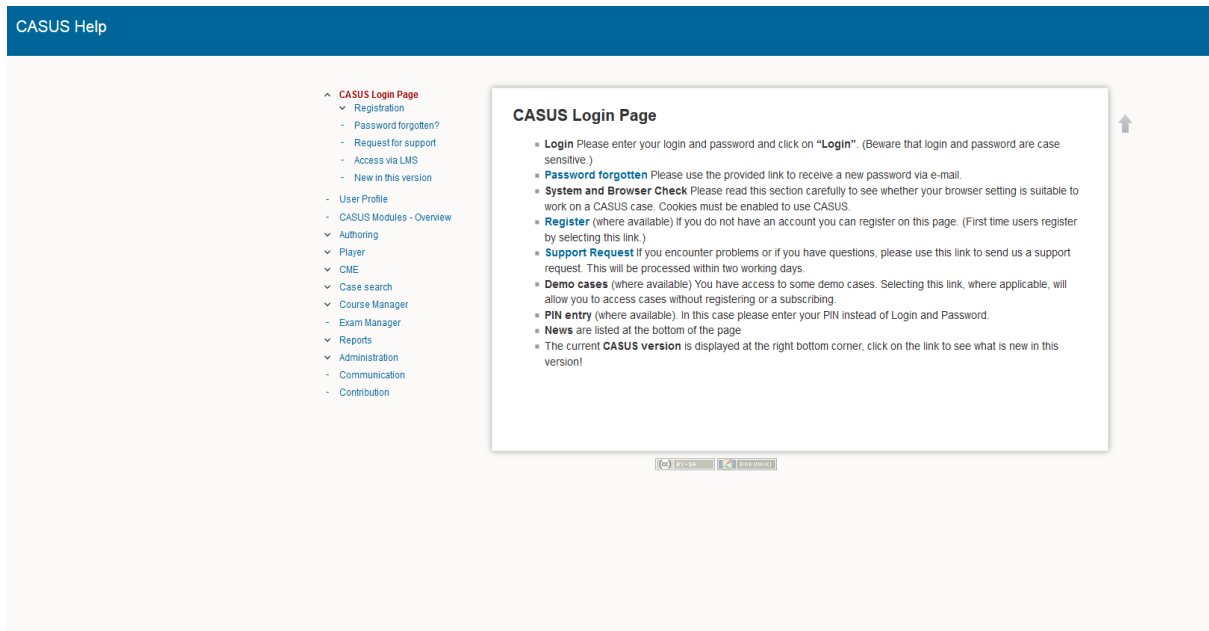 CASUS Help
CASUS Login Page
Registration
Password forgotten?
Request for support
Access via LMS
New in this version
User Profile
CASUS Modules - Overview
Authoring
Player
CME
Case search
Course Manager
Exam Manager
Reports
Administration
Communication
Contribution
CASUS Login Page
Login Please enter your login and password and click on “Login”. (Beware that login and password are case
sensitive.)
Password forgotten Please use the provided link to receive a new password via e-mail.
System and Browser Check Please read this section carefully to see whether your browser setting is suitable to
work on a CASUS case. Cookies must be enabled to use CASUS.
Register (where available) If you do not have an account you can register on this page. (First time users register
by selecting this link.)
Support Request If you encounter problems or if you have questions, please use this link to send us a support
request. This will be processed within two working days.
Demo cases (where available) You have access to some demo cases. Selecting this link, where applicable, will
allow you to access cases without registering or a subscribing.
PIN entry (where available). In this case please enter your PIN instead of Login and Password.
News are listed at the bottom of the page
The current CASUS version is displayed at the right bottom corner, click on the link to see what is new in this
version!
(cc) BY-SA DOKUWIKI